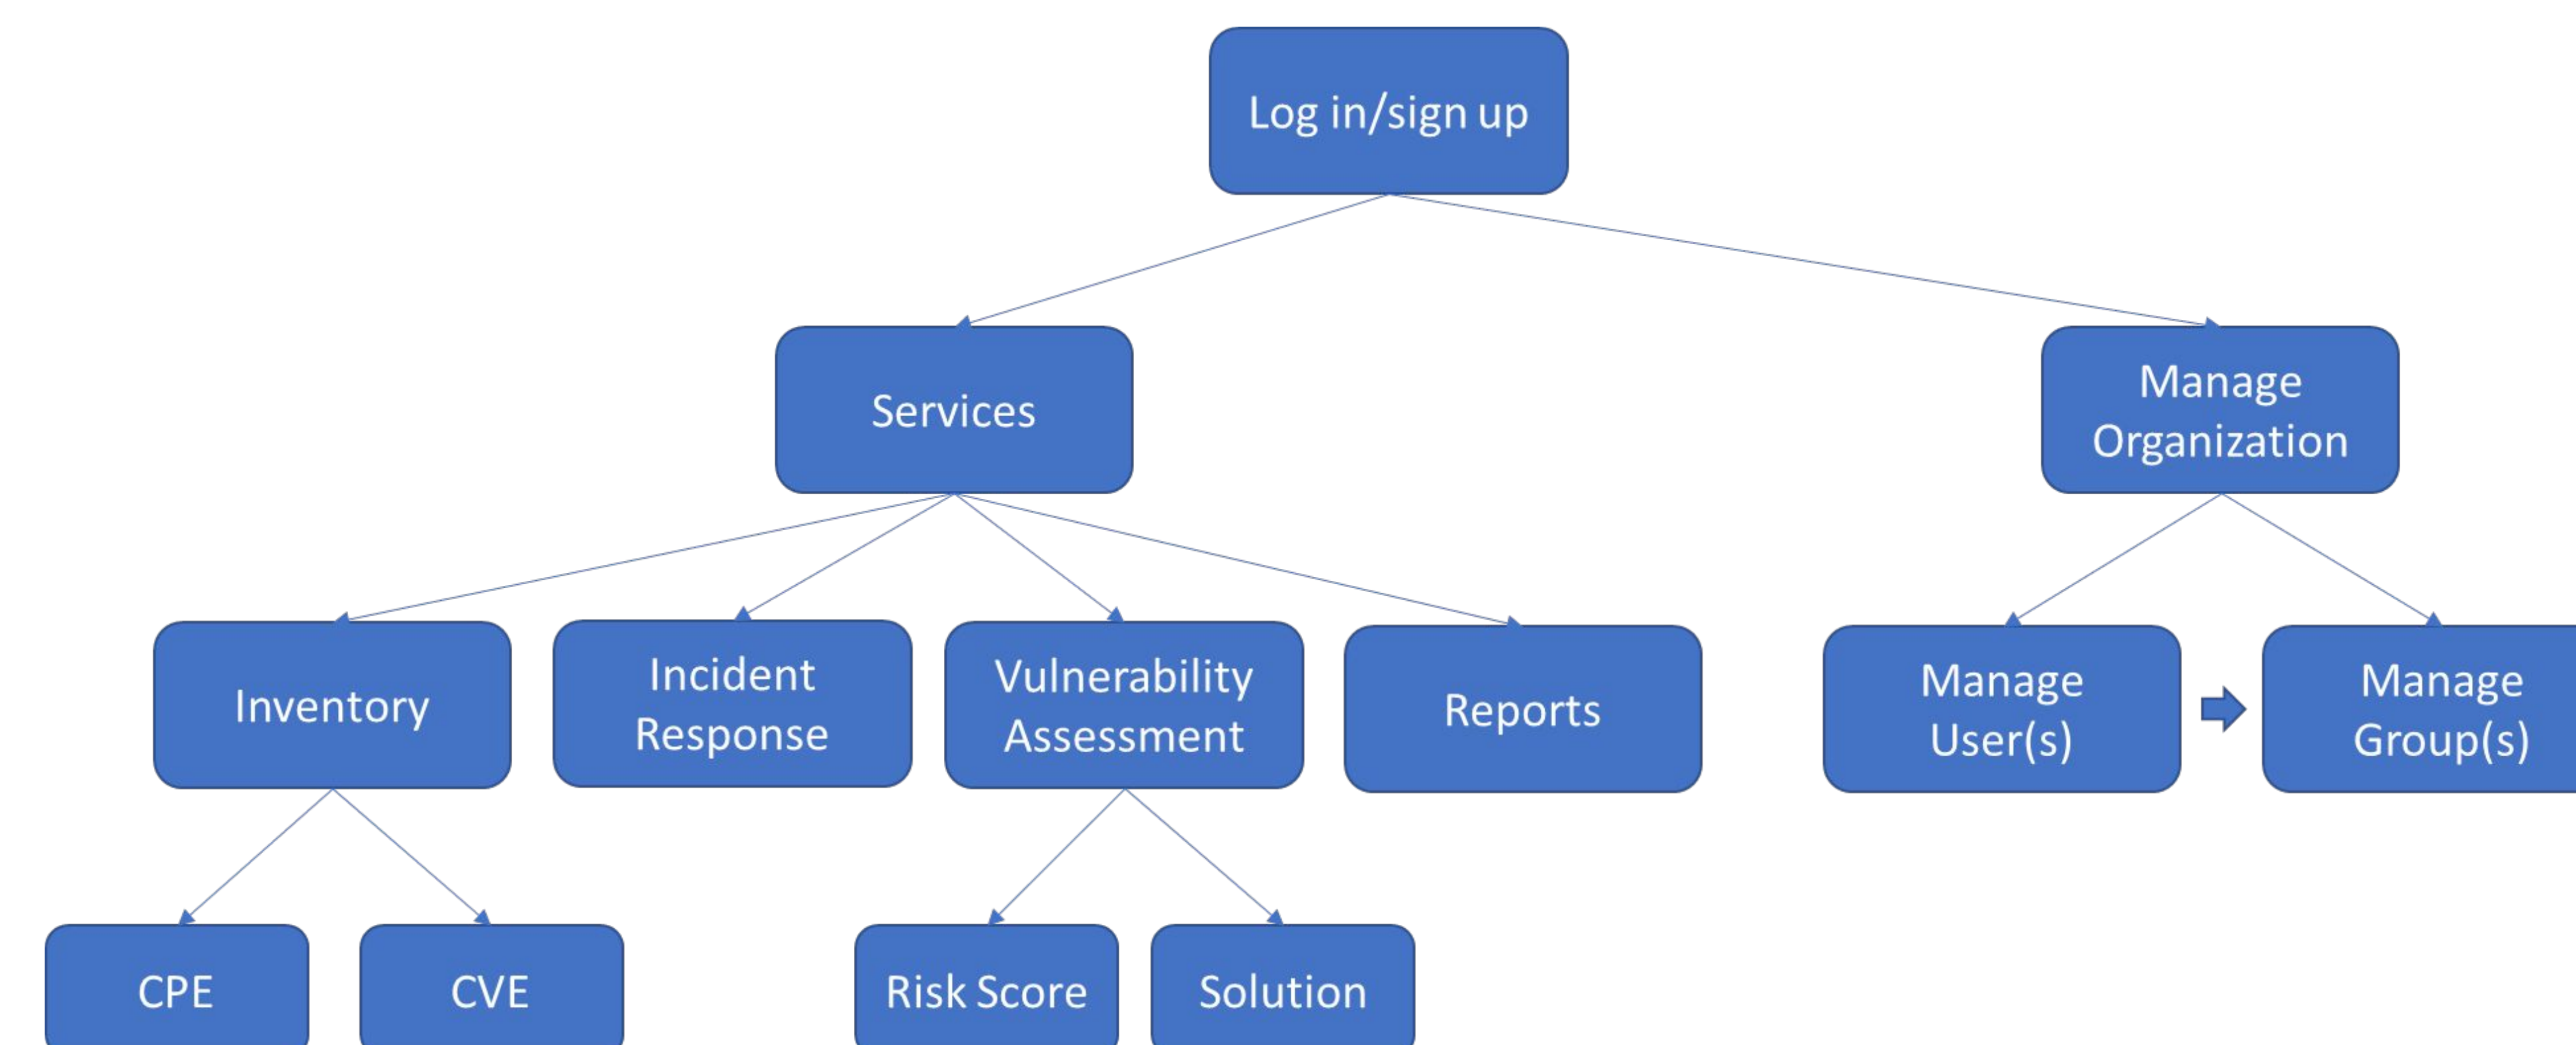 Log in/sign up
Services
Manage
Organization
Inventory
Incident
Response
Vulnerability
Assessment
Reports
Manage
User(s)
Manage
Group(s)
CPE
CVE
Risk Score
Solution